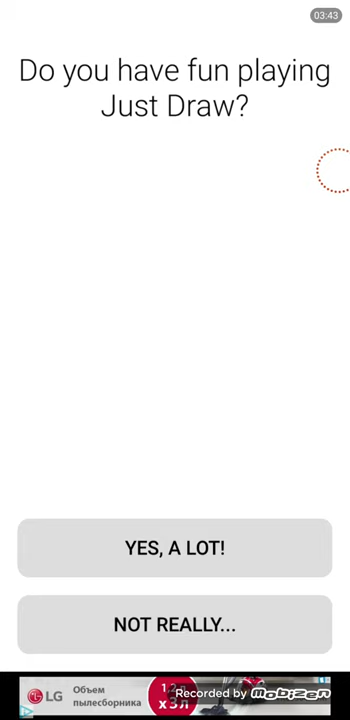 03:43
Do you have fun playing
Just Draw?
YES, A LOT!
NOT REALLY...
LG
Объем
пылесборника
x3л
Recorded by
mobizen